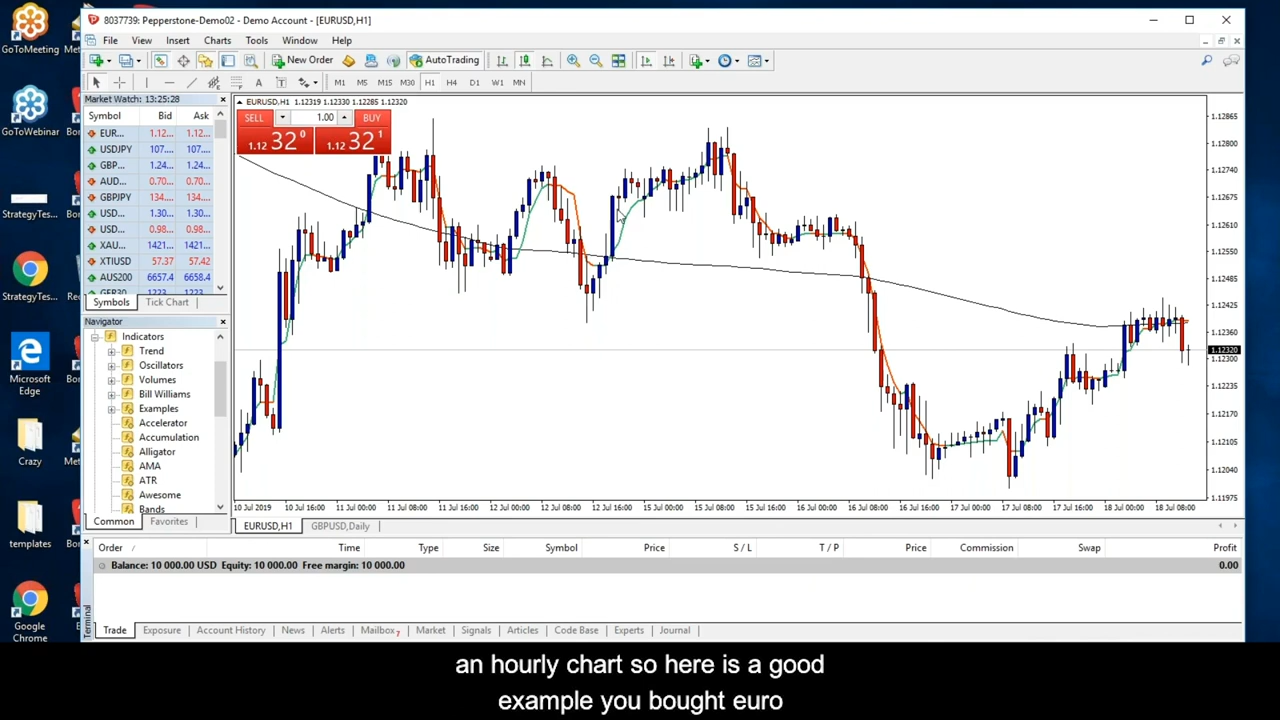 8037739: Pepperstone-Demo02 - Demo Account - [EURUSD,H1]
File View Insert Charts Tools Window Help
New Order AutoTrading
M1 M5 M15 M30 H1 H4 D1 W1 MN
Market Watch: 13:25:28
Symbol Bid Ask
EUR... 1.12... 1.12...
USDJPY 107.... 107....
GBP... 1.24... 1.24...
AUD... 0.70... 0.70...
GBPJPY 134.... 134....
USD... 1.30... 1.30...
USD... 0.98... 0.98...
XAU... 1421... 1421...
XTIUSD 57.37 57.42
AUS200 6657.4 6658.4
Symbols Tick Chart
Navigator
Indicators
Trend
Oscillators
Volumes
Bill Williams
Examples
Accelerator
Accumulation
Alligator
AMA
ATR
Awesome
Bands
Common Favorites
EURUSD,H1 1.12319 1.12330 1.12285 1.12320
SELL 1.00 BUY
1.12 32 0 1.12 32 1
1.12865
1.12800
1.12740
1.12675
1.12610
1.12550
1.12485
1.12425
1.12360
1.12320
1.12300
1.12235
1.12170
1.12105
1.12040
1.11975
10 Jul 2019 10 Jul 16:00 11 Jul 00:00 11 Jul 08:00 11 Jul 16:00 12 Jul 00:00 12 Jul 08:00 12 Jul 16:00 15 Jul 00:00 15 Jul 08:00 15 Jul 16:00 16 Jul 00:00 16 Jul 08:00 16 Jul 16:00 17 Jul 00:00 17 Jul 08:00 17 Jul 16:00 18 Jul 00:00 18 Jul 08:00
EURUSD,H1 GBPUSD,Daily
Order Time Type Size Symbol Price S / L T / P Price Commission Swap Profit
Balance: 10 000.00 USD Equity: 10 000.00 Free margin: 10 000.00 0.00
Terminal
Trade Exposure Account History News Alerts Mailbox 7 Market Signals Articles Code Base Experts Journal
GoToMeeting
GoToWebinar
StrategyTes...
StrategyTes...
Microsoft
Edge
Crazy
templates
Google
Chrome
an hourly chart so here is a good
example you bought euro